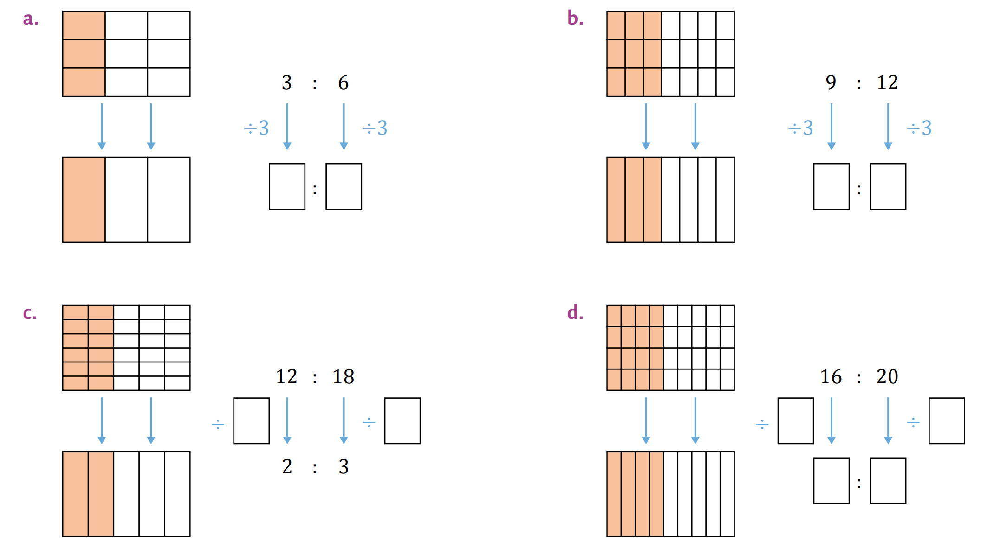 a.
3 : 6
÷3 ÷3
:
b.
9 : 12
÷3 ÷3
:
c.
12 : 18
÷ ÷
2 : 3
d.
16 : 20
÷ ÷
: